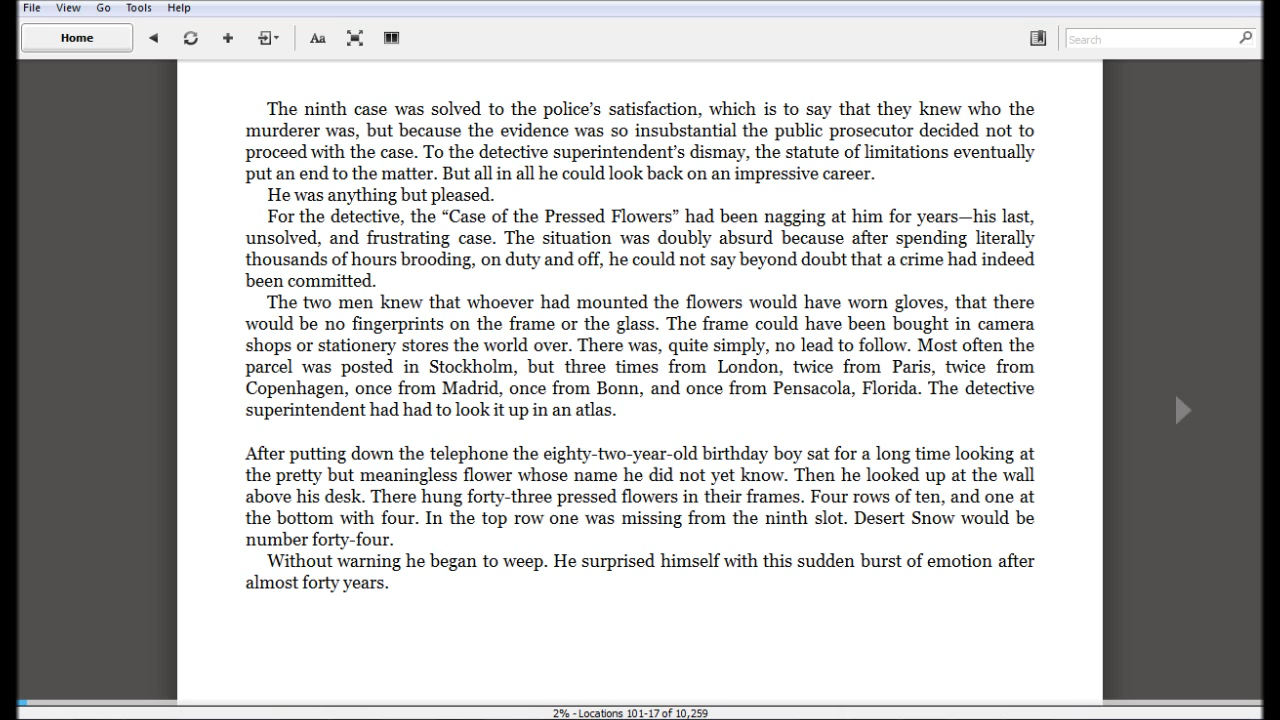 File View Go Tools Help
Home Aa Search
The ninth case was solved to the police’s satisfaction, which is to say that they knew who the
murderer was, but because the evidence was so insubstantial the public prosecutor decided not to
proceed with the case. To the detective superintendent’s dismay, the statute of limitations eventually
put an end to the matter. But all in all he could look back on an impressive career.
He was anything but pleased.
For the detective, the “Case of the Pressed Flowers” had been nagging at him for years—his last,
unsolved, and frustrating case. The situation was doubly absurd because after spending literally
thousands of hours brooding, on duty and off, he could not say beyond doubt that a crime had indeed
been committed.
The two men knew that whoever had mounted the flowers would have worn gloves, that there
would be no fingerprints on the frame or the glass. The frame could have been bought in camera
shops or stationery stores the world over. There was, quite simply, no lead to follow. Most often the
parcel was posted in Stockholm, but three times from London, twice from Paris, twice from
Copenhagen, once from Madrid, once from Bonn, and once from Pensacola, Florida. The detective
superintendent had had to look it up in an atlas.
After putting down the telephone the eighty-two-year-old birthday boy sat for a long time looking at
the pretty but meaningless flower whose name he did not yet know. Then he looked up at the wall
above his desk. There hung forty-three pressed flowers in their frames. Four rows of ten, and one at
the bottom with four. In the top row one was missing from the ninth slot. Desert Snow would be
number forty-four.
Without warning he began to weep. He surprised himself with this sudden burst of emotion after
almost forty years.
2% - Locations 101-17 of 10,259